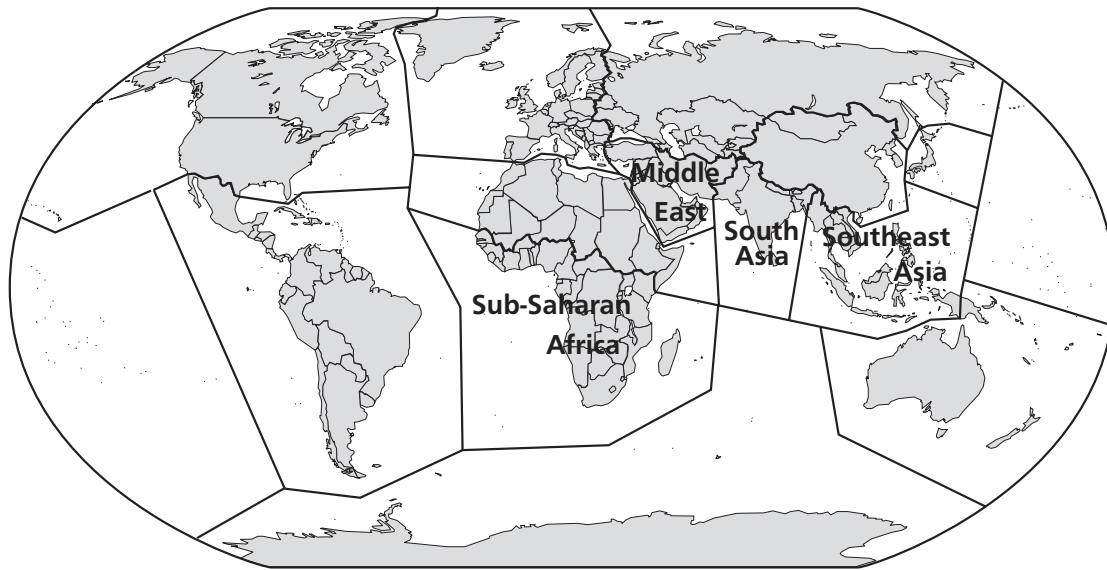 Middle
East
South
Asia
Southeast
Asia
Sub-Saharan
Africa